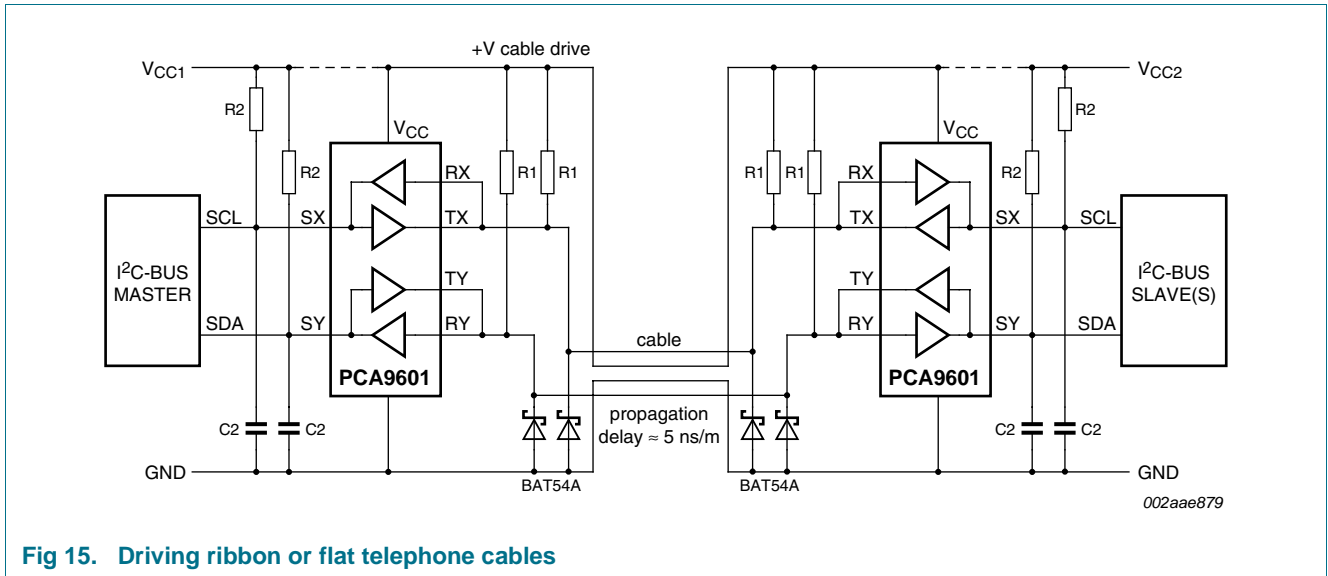 +V cable drive
VCC1
VCC2
R2
R2
VCC
VCC
R2
R2
RX
R1
R1
R1
R1
RX
SCL
SX
TX
TX
SX
SCL
I²C-BUS
MASTER
I²C-BUS
SLAVE(S)
TY
TY
SDA
SY
RY
RY
SY
SDA
cable
PCA9601
PCA9601
propagation
delay ≈ 5 ns/m
C2
C2
C2
C2
GND
GND
BAT54A
BAT54A
002aae879
Fig 15. Driving ribbon or flat telephone cables